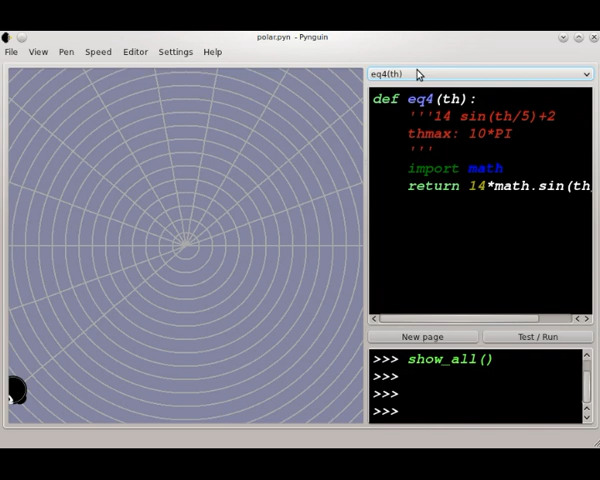 polar.pyn - Pynguin
File View Pen Speed Editor Settings Help
eq4(th)
def eq4(th):
'''14 sin(th/5)+2
thmax: 10*PI
'''
import math
return 14*math.sin(th
New page Test / Run
>>> show_all()
>>>
>>>
>>>